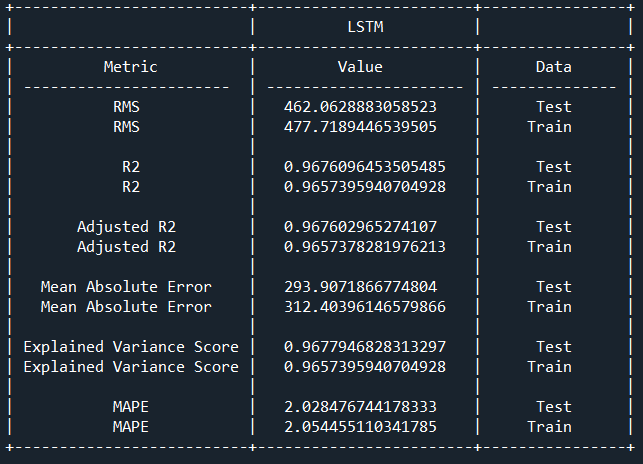 LSTM
Metric Value Data
RMS 462.0628883058523 Test
RMS 477.7189446539505 Train
R2 0.9676096453505485 Test
R2 0.9657395940704928 Train
Adjusted R2 0.967602965274107 Test
Adjusted R2 0.9657378281976213 Train
Mean Absolute Error 293.9071866774804 Test
Mean Absolute Error 312.40396146579866 Train
Explained Variance Score 0.9677946828313297 Test
Explained Variance Score 0.9657395940704928 Train
MAPE 2.028476744178333 Test
MAPE 2.054455110341785 Train